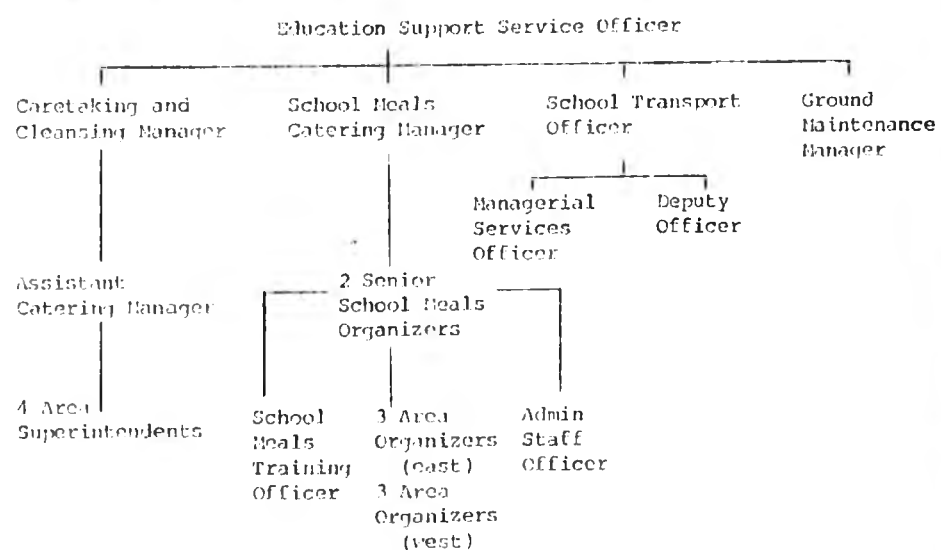 Education Support Service Officer
Caretaking and
Cleansing Manager
School Meals
Catering Manager
School Transport
Officer
Ground
Maintenance
Manager
Managerial
Services
Officer
Deputy
Officer
Assistant
Catering Manager
2 Senior
School Meals
Organizers
4 Area
Superintendents
School
Meals
Training
Officer
3 Area
Organizers
(east)
3 Area
Organizers
(west)
Admin
Staff
Officer